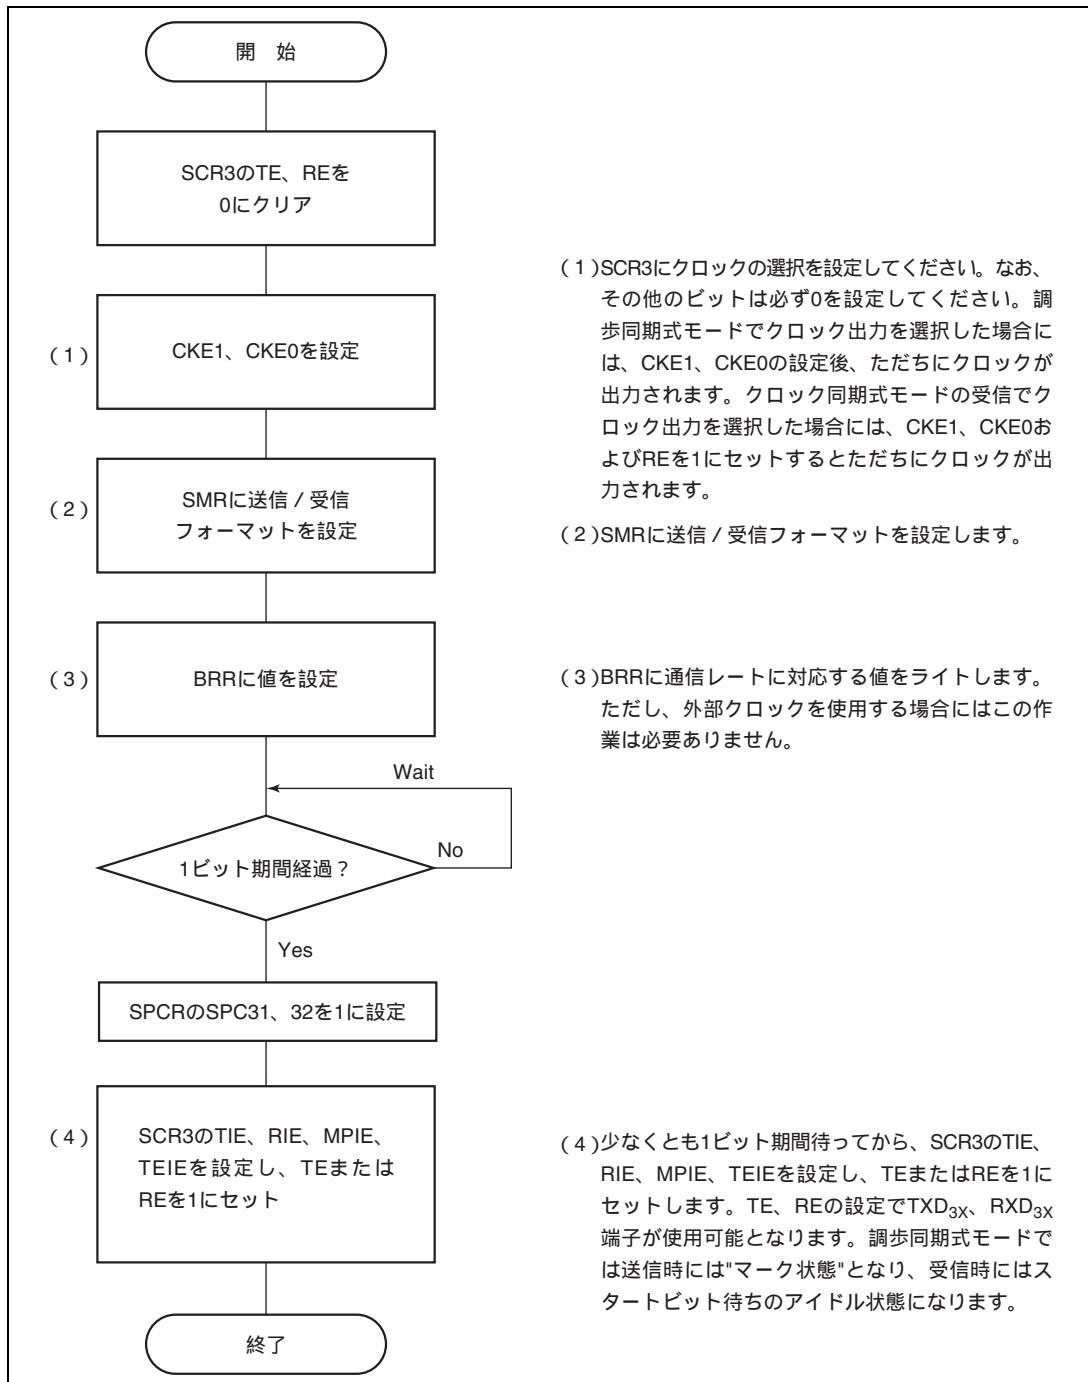 開　始
SCR3のTE、REを
0にクリア
(1)
CKE1、CKE0を設定
(2)
SMRに送信 / 受信
フォーマットを設定
(3)
BRRに値を設定
Wait
1ビット期間経過？
No
Yes
SPCRのSPC31、32を1に設定
(4)
SCR3のTIE、RIE、MPIE、
TEIEを設定し、TEまたは
REを1にセット
終了
(1)SCR3にクロックの選択を設定してください。なお、
その他のビットは必ず0を設定してください。調
歩同期式モードでクロック出力を選択した場合に
は、CKE1、CKE0の設定後、ただちにクロックが
出力されます。クロック同期式モードの受信でク
ロック出力を選択した場合には、CKE1、CKE0お
よびREを1にセットするとただちにクロックが出
力されます。
(2)SMRに送信 / 受信フォーマットを設定します。
(3)BRRに通信レートに対応する値をライトします。
ただし、外部クロックを使用する場合にはこの作
業は必要ありません。
(4)少なくとも1ビット期間待ってから、SCR3のTIE、
RIE、MPIE、TEIEを設定し、TEまたはREを1に
セットします。TE、REの設定でTXD3X、RXD3X
端子が使用可能となります。調歩同期式モードで
は送信時には"マーク状態"となり、受信時にはス
タートビット待ちのアイドル状態になります。